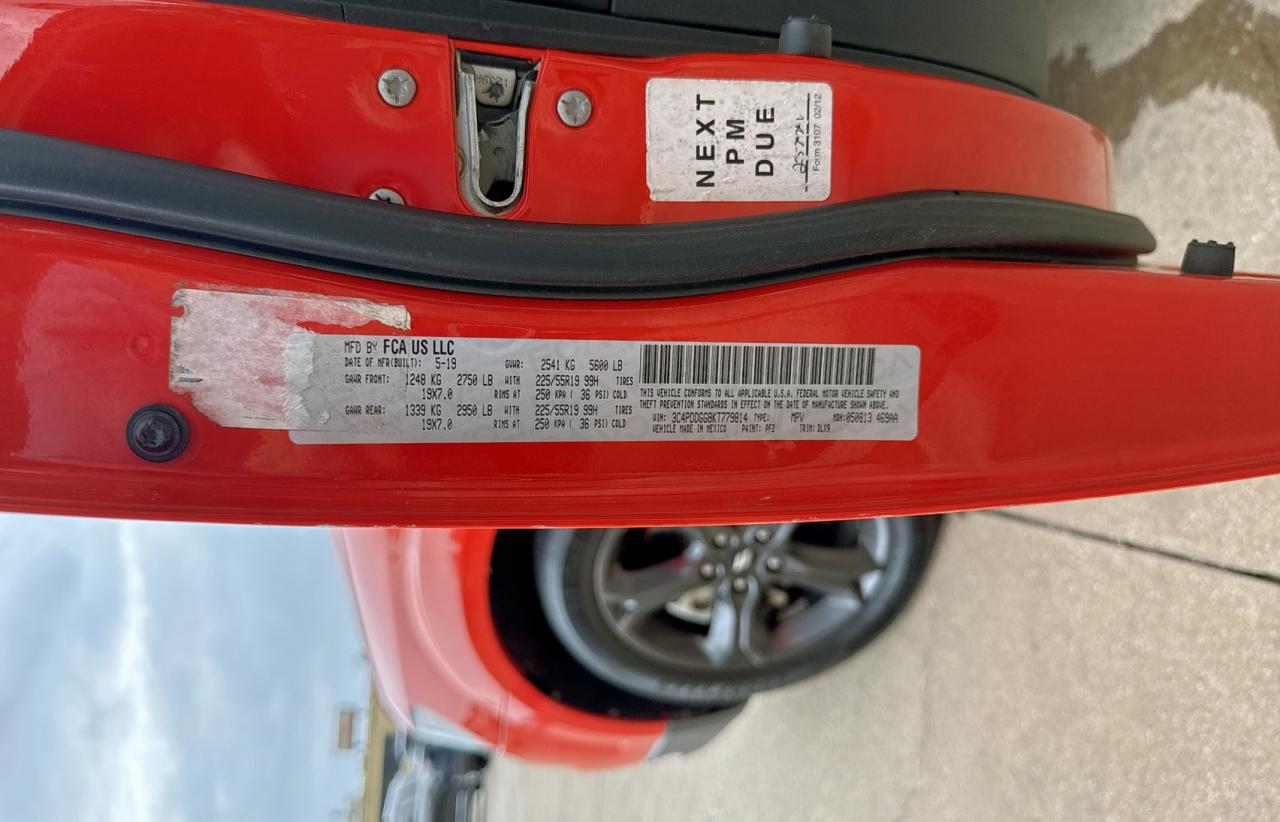 NEXT
PM
DUE
Form 3107 02/12
MFD BY FCA US LLC
DATE OF MFR(BUILT): 5-19 GVWR: 2541 KG 5600 LB
GAWR FRONT: 1248 KG 2750 LB WITH 225/55R19 99H TIRES
19X7.0 RIMS AT 250 KPA ( 36 PSI) COLD
GAWR REAR: 1339 KG 2950 LB WITH 225/55R19 99H TIRES
19X7.0 RIMS AT 250 KPA ( 36 PSI) COLD
THIS VEHICLE CONFORMS TO ALL APPLICABLE U.S.A. FEDERAL MOTOR VEHICLE SAFETY AND
THEFT PREVENTION STANDARDS IN EFFECT ON THE DATE OF MANUFACTURE SHOWN ABOVE.
VIN: 3C4PDDGG8KT779814 TYPE: MPV MDH:050813 469AA
VEHICLE MADE IN MEXICO PAINT: PF2 TRIM: DLX9